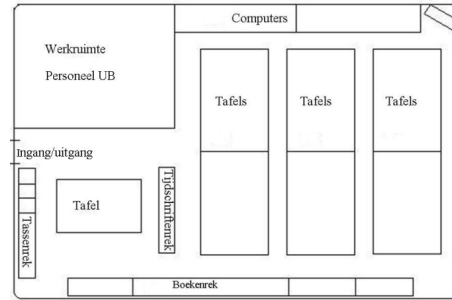 Computers
Werkruimte
Personeel UB
Tafels
Tafels
Tafels
Ingang/uitgang
Tafel
Tijdschriftenrek
Tassenrek
Boekenrek